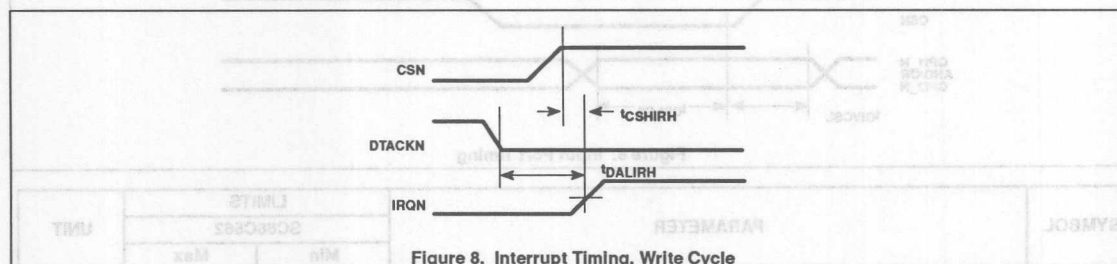 CSN
tCSHIRH
DTACKN
tDALIRH
IRQN
Figure 8. Interrupt Timing, Write Cycle